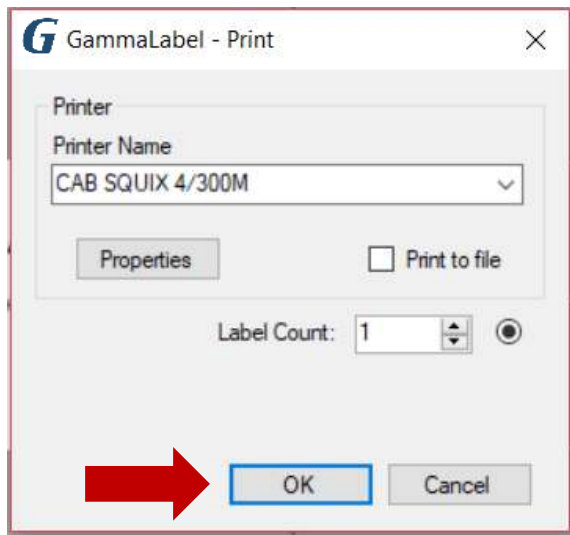 G GammaLabel - Print
Printer
Printer Name
CAB SQUIX 4/300M
Properties
Print to file
Label Count: 1
OK
Cancel